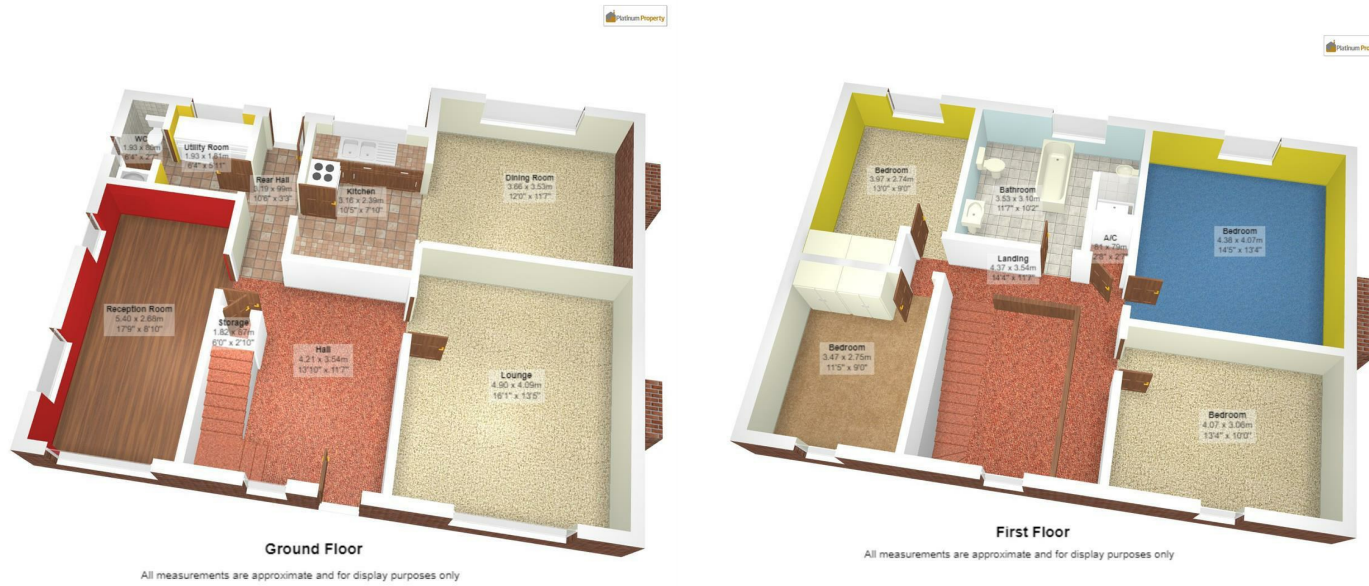 Platinum Property
WC
Utility Room
1.93 x 1.81m
6'4" x 5'11"
Rear Hall
3.19 x 99m
10'6" x 3'3"
Kitchen
3.18 x 2.39m
10'5" x 7'10"
Dining Room
3.66 x 3.53m
12'0" x 11'7"
Reception Room
5.40 x 2.68m
17'9" x 8'10"
Storage
1.82 x 87m
6'0" x 2'10"
Hall
4.21 x 3.54m
13'10" x 11'7"
Lounge
4.90 x 4.09m
16'1" x 13'5"
Ground Floor
All measurements are approximate and for display purposes only
Platinum Pro
Bedroom
3.97 x 2.74m
13'0" x 9'0"
Bathroom
3.53 x 3.10m
11'7" x 10'2"
A/C
2'8" x 2'7"
Bedroom
4.38 x 4.07m
14'5" x 13'4"
Landing
4.37 x 3.54m
Bedroom
3.47 x 2.75m
11'5" x 9'0"
Bedroom
4.07 x 3.06m
13'4" x 10'0"
First Floor
All measurements are approximate and for display purposes only